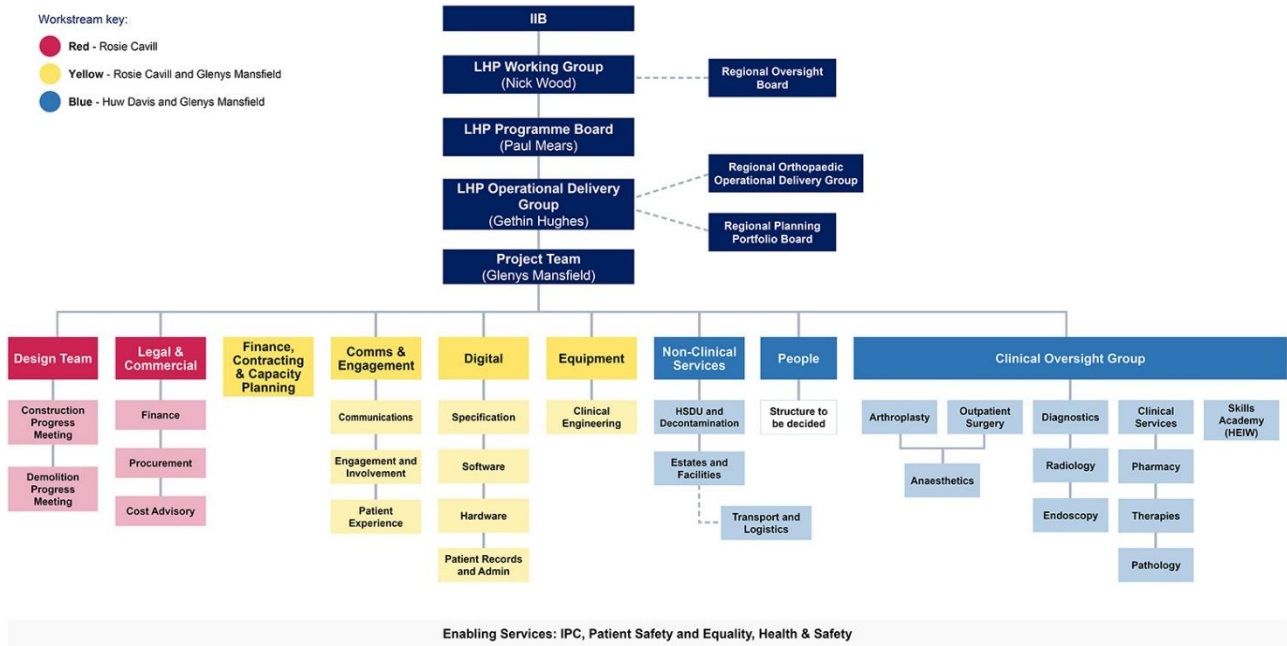 Workstream key:
Red - Rosie Cavill
Yellow - Rosie Cavill and Glenys Mansfield
Blue - Huw Davis and Glenys Mansfield
IIB
LHP Working Group
(Nick Wood)
Regional Oversight
Board
LHP Programme Board
(Paul Mears)
LHP Operational Delivery
Group
(Gethin Hughes)
Regional Orthopaedic
Operational Delivery Group
Regional Planning
Portfolio Board
Project Team
(Glenys Mansfield)
Design Team
Construction
Progress
Meeting
Demolition
Progress
Meeting
Legal &
Commercial
Finance
Procurement
Cost Advisory
Finance,
Contracting
& Capacity
Planning
Comms &
Engagement
Communications
Engagement and
Involvement
Patient
Experience
Digital
Specification
Software
Hardware
Patient Records
and Admin
Equipment
Clinical
Engineering
Non-Clinical
Services
HSDU and
Decontamination
Estates and
Facilities
Transport and
Logistics
People
Structure to
be decided
Clinical Oversight Group
Arthroplasty
Outpatient
Surgery
Anaesthetics
Diagnostics
Radiology
Endoscopy
Clinical
Services
Pharmacy
Therapies
Pathology
Skills
Academy
(HEIW)
Enabling Services: IPC, Patient Safety and Equality, Health & Safety